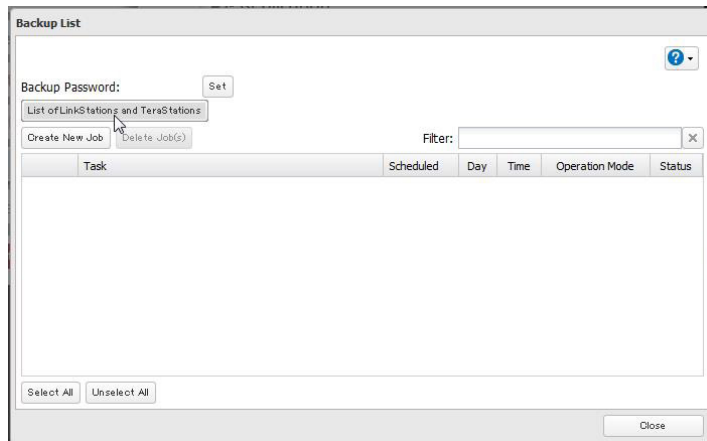 Backup List
Backup Password: Set
List of LinkStations and TeraStations
Create New Job Delete Job(s) Filter:
Task Scheduled Day Time Operation Mode Status
Select All Unselect All
Close